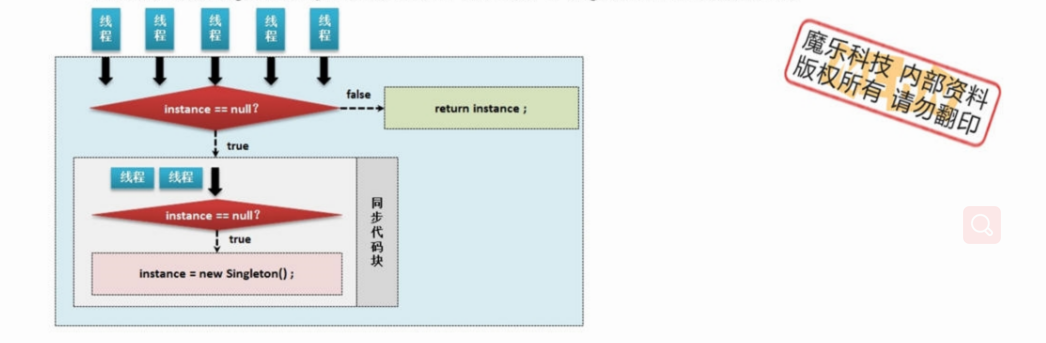 线程 线程 线程 线程 线程
instance == null?
false
return instance ;
true
线程 线程
instance == null?
true
instance = new Singleton() ;
同步代码块
魔乐科技 内部资料
版权所有 请勿翻印